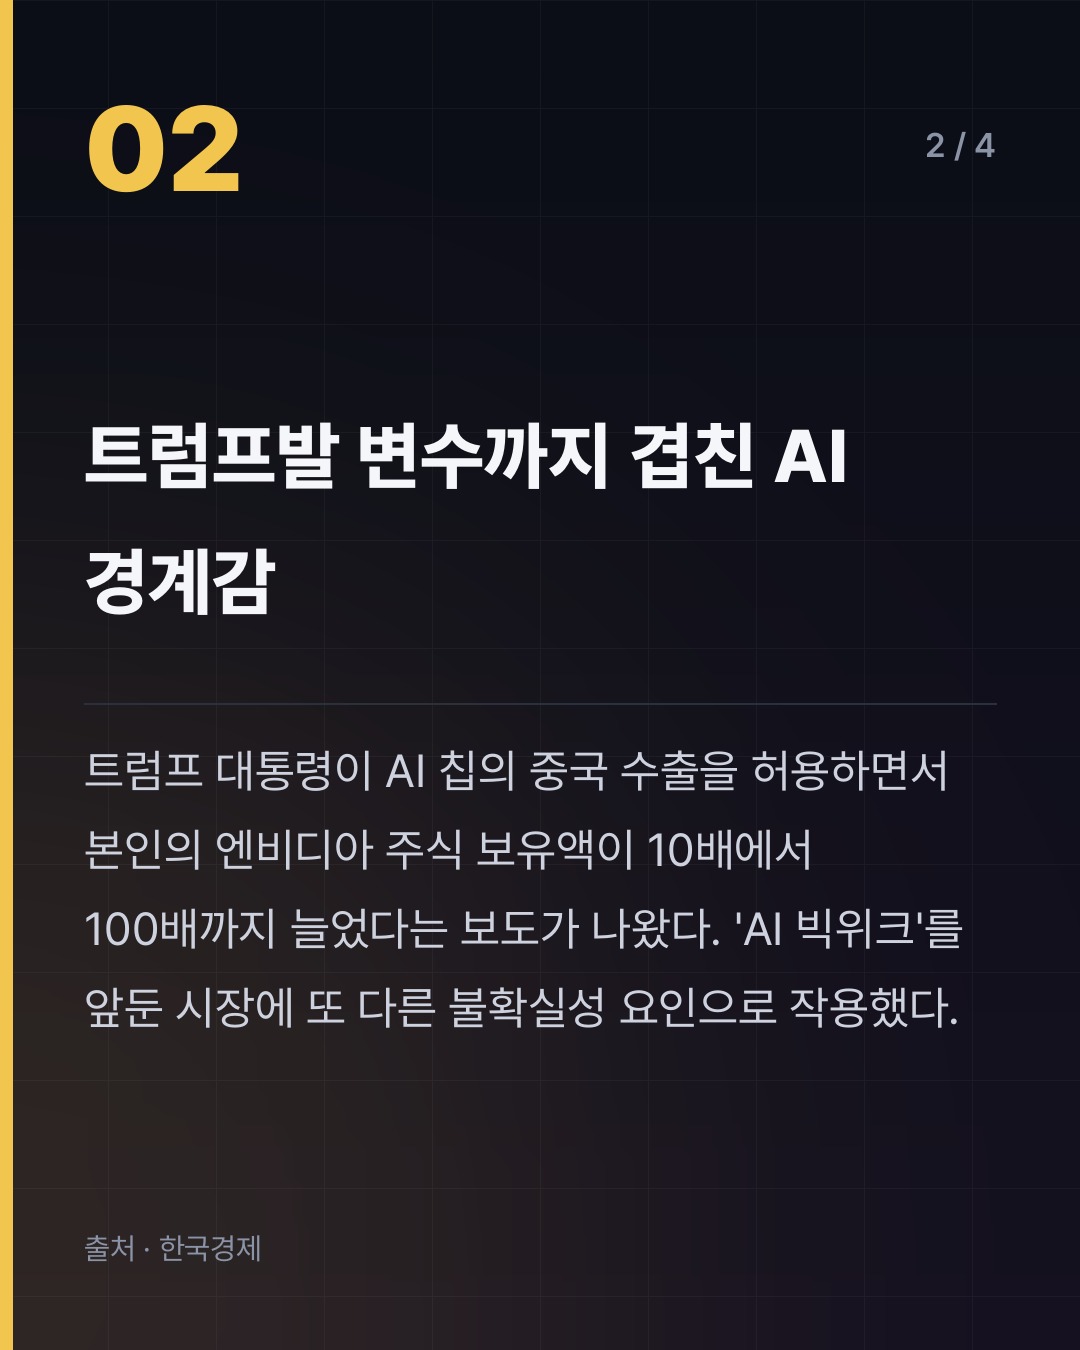 02
2 / 4
트럼프발 변수까지 겹친 AI
경계감
트럼프 대통령이 AI 칩의 중국 수출을 허용하면서
본인의 엔비디아 주식 보유액이 10배에서
100배까지 늘었다는 보도가 나왔다. 'AI 빅위크'를
앞둔 시장에 또 다른 불확실성 요인으로 작용했다.
출처 · 한국경제